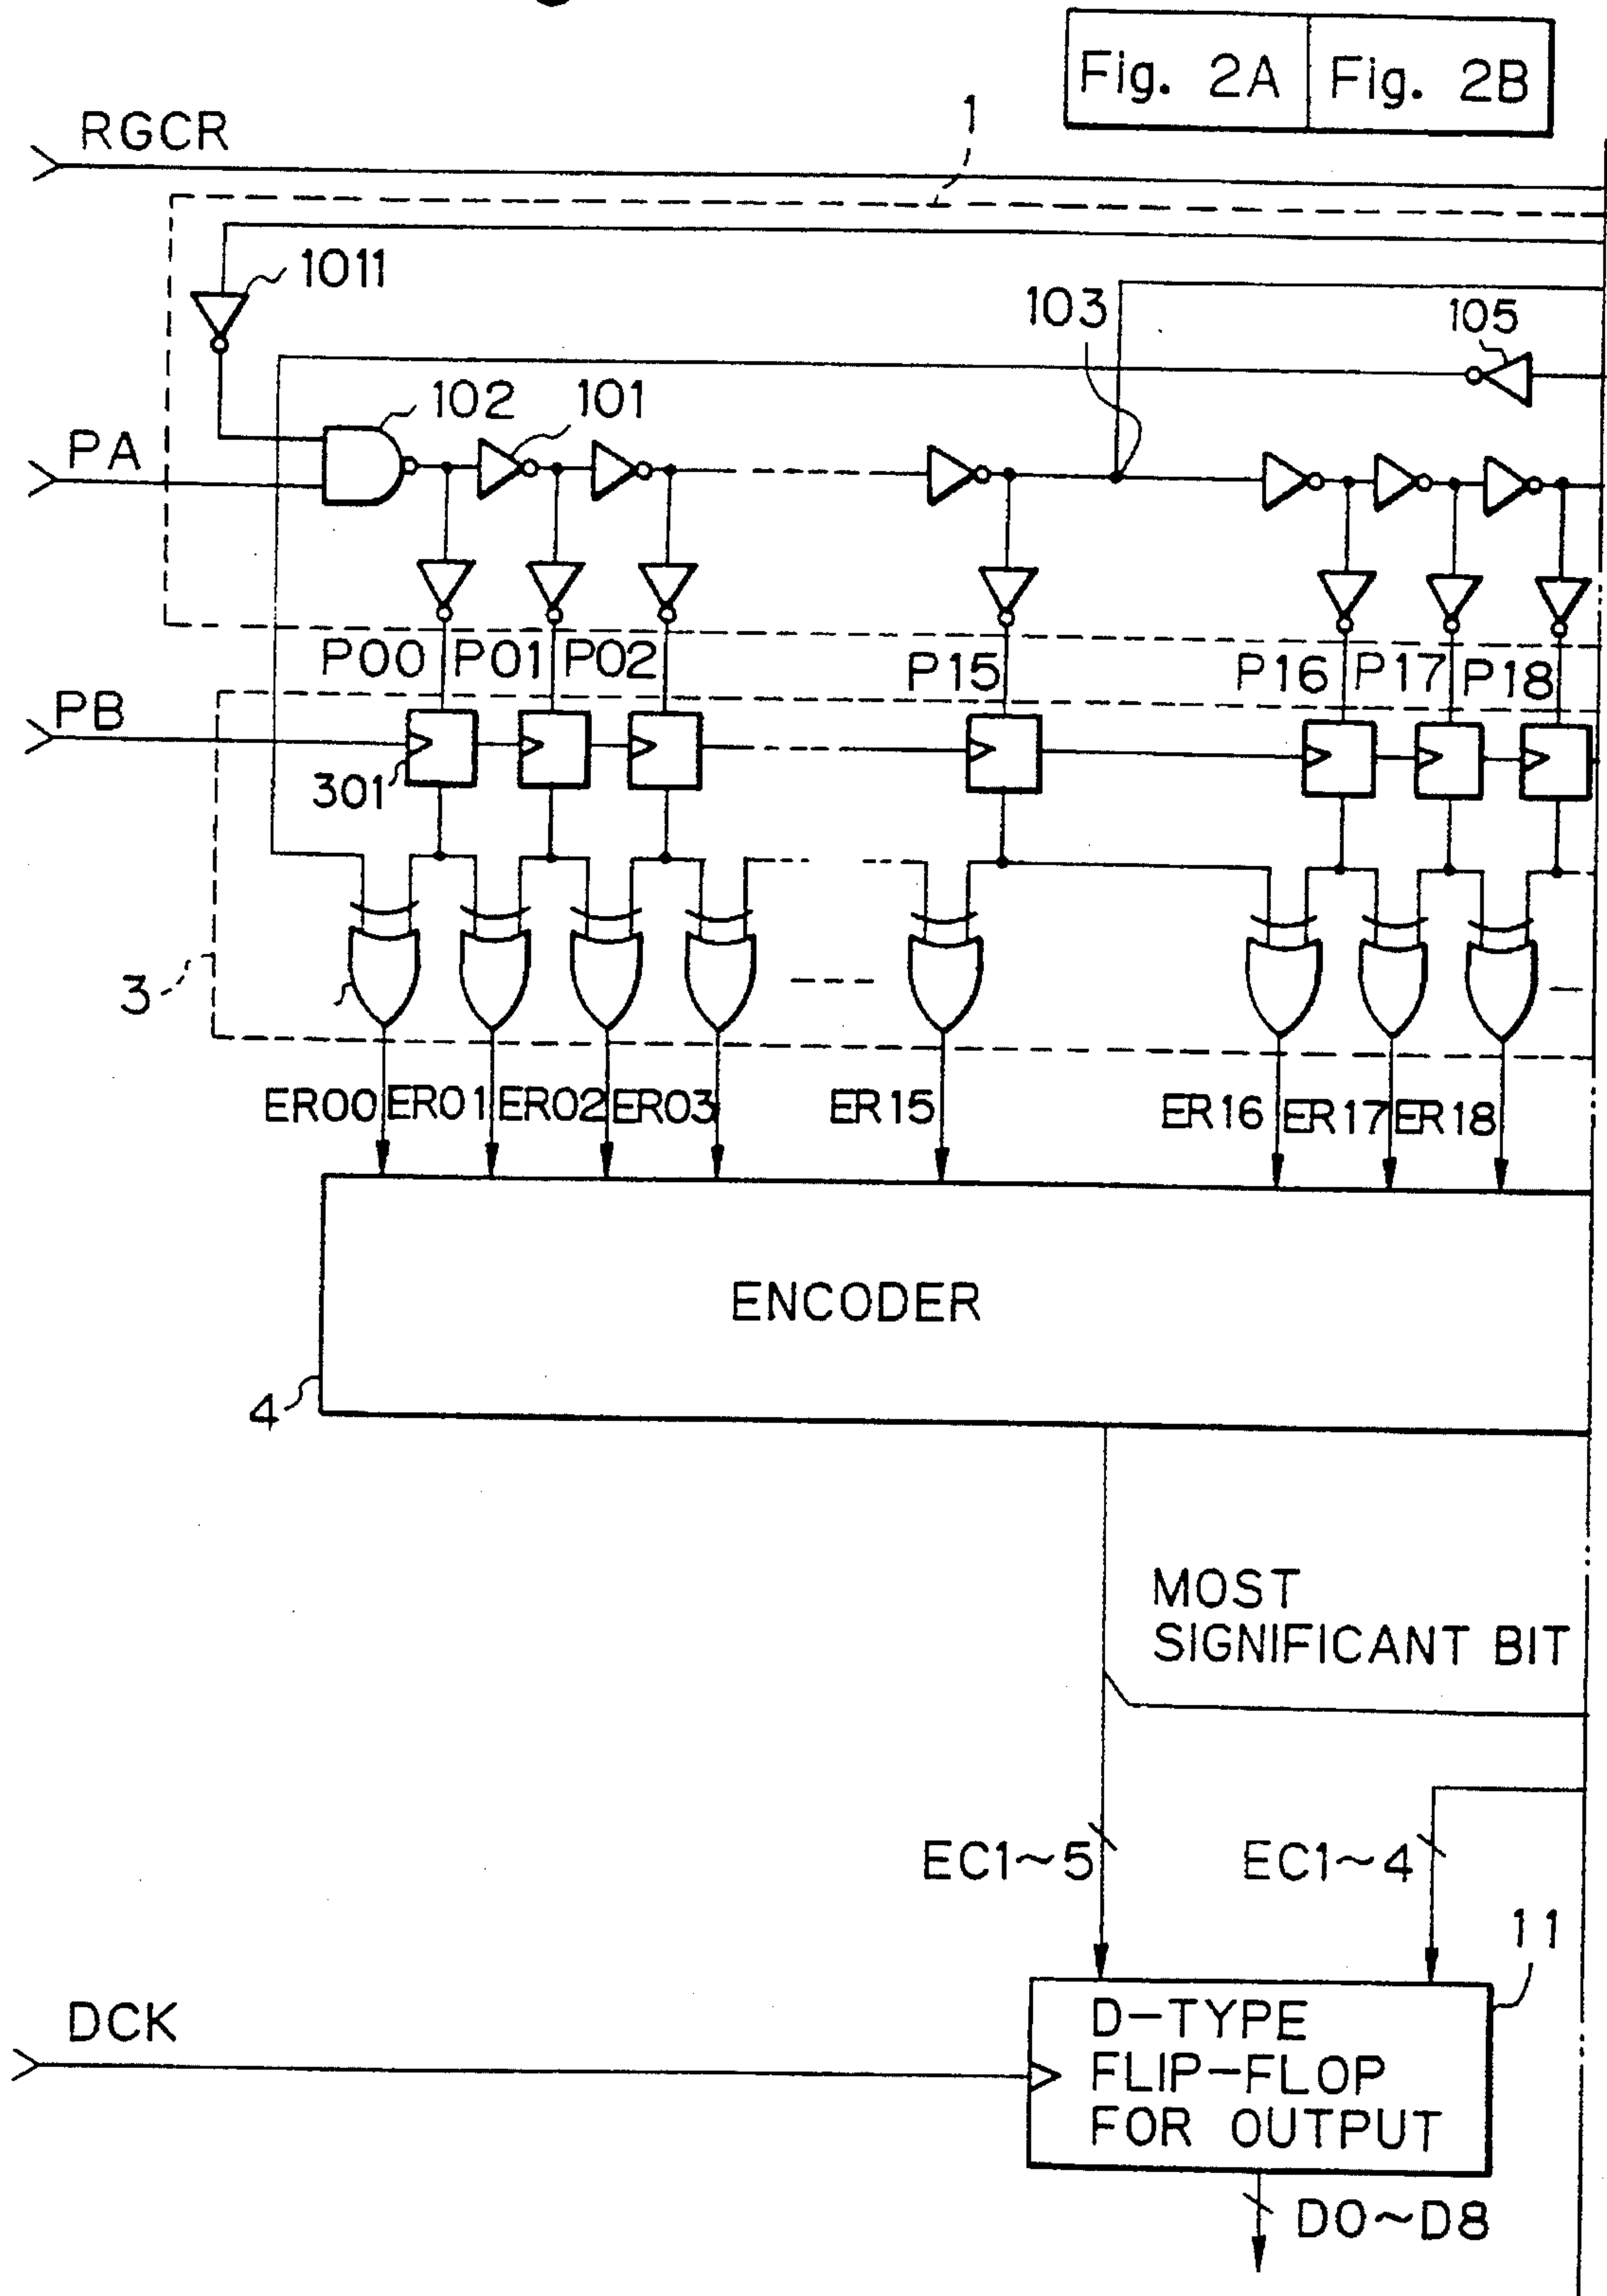 Fig. 2A Fig. 2B
RGCR
1
1011
103
105
102
101
PA
P00 P01 P02 P15 P16 P17 P18
PB
301
3
ER00 ER01 ER02 ER03 ER15 ER16 ER17 ER18
ENCODER
4
MOST
SIGNIFICANT BIT
EC1~5
EC1~4
11
DCK
D-TYPE
FLIP-FLOP
FOR OUTPUT
D0~D8